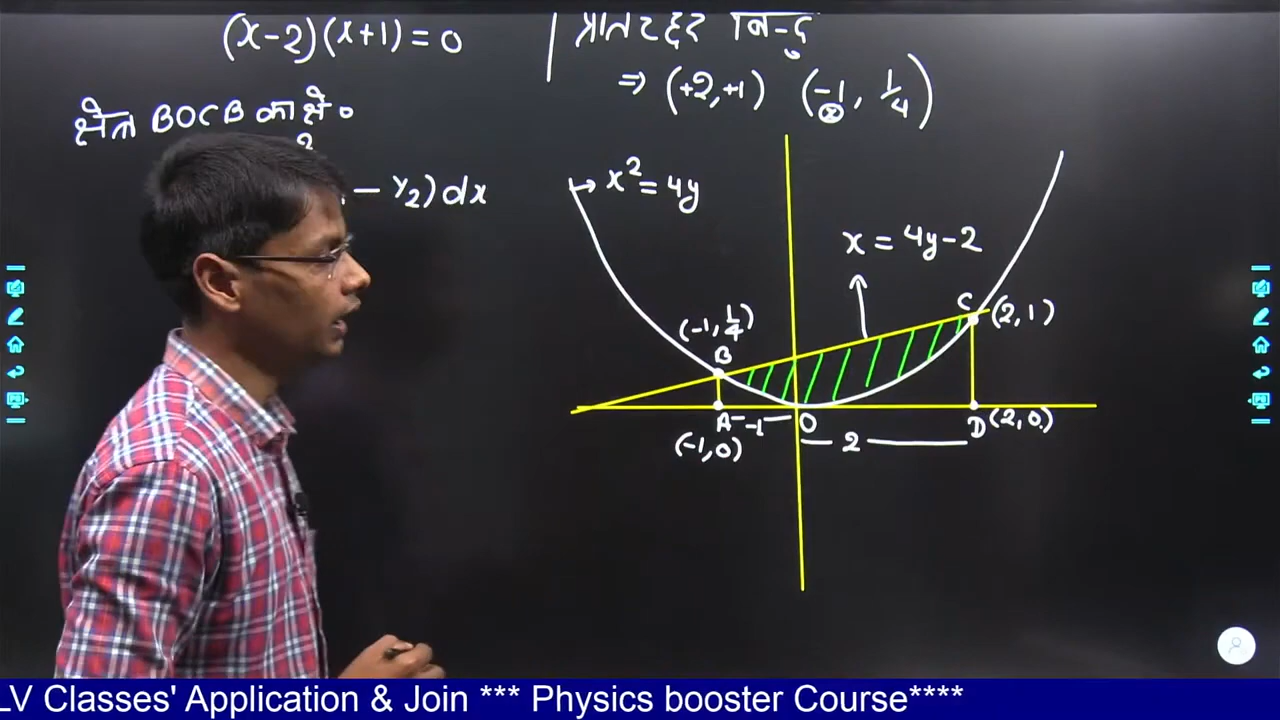 (x-2)(x+1) = 0
⇒ (+2, +1) (-1, 1/4)
क्षेत्र BOCB का क्षे०
2
- y₂) dx
→ x² = 4y
x = 4y-2
C (2, 1)
(-1, 1/4)
B
A -1 O D (2, 0)
(-1, 0) 2
LV Classes' Application & Join *** Physics booster Course****